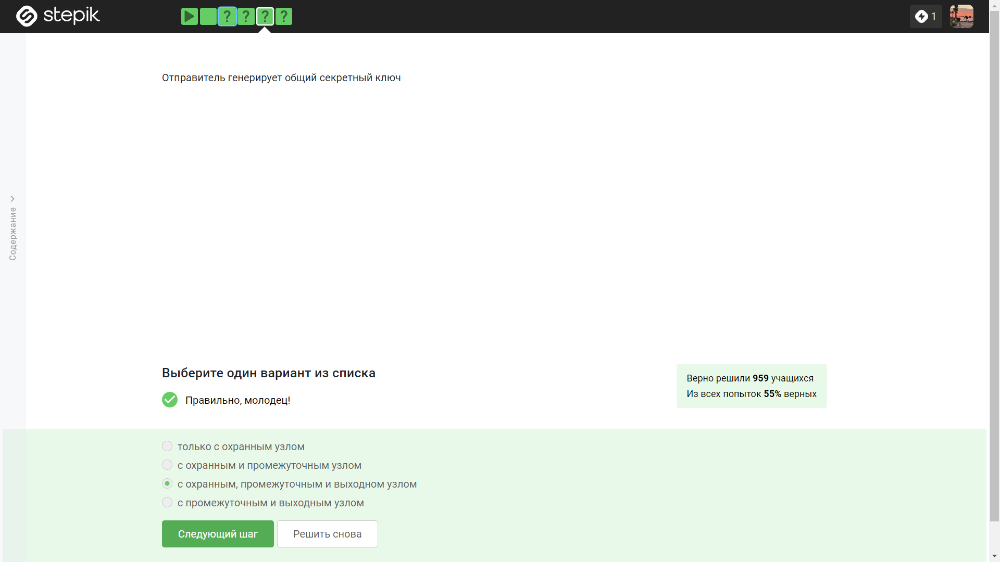 stepik
? ? ? ?
1
Содержание
Отправитель генерирует общий секретный ключ
Выберите один вариант из списка
Правильно, молодец!
Верно решили 959 учащихся
Из всех попыток 55% верных
только с охранным узлом
с охранным и промежуточным узлом
с охранным, промежуточным и выходном узлом
с промежуточным и выходным узлом
Следующий шаг
Решить снова